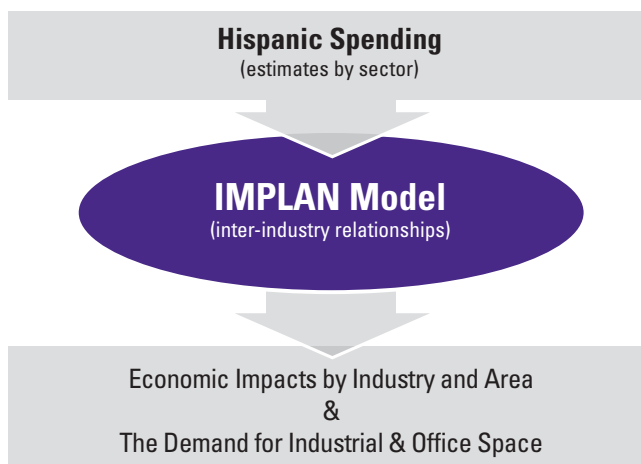 Hispanic Spending
(estimates by sector)
IMPLAN Model
(inter-industry relationships)
Economic Impacts by Industry and Area
&
The Demand for Industrial & Office Space